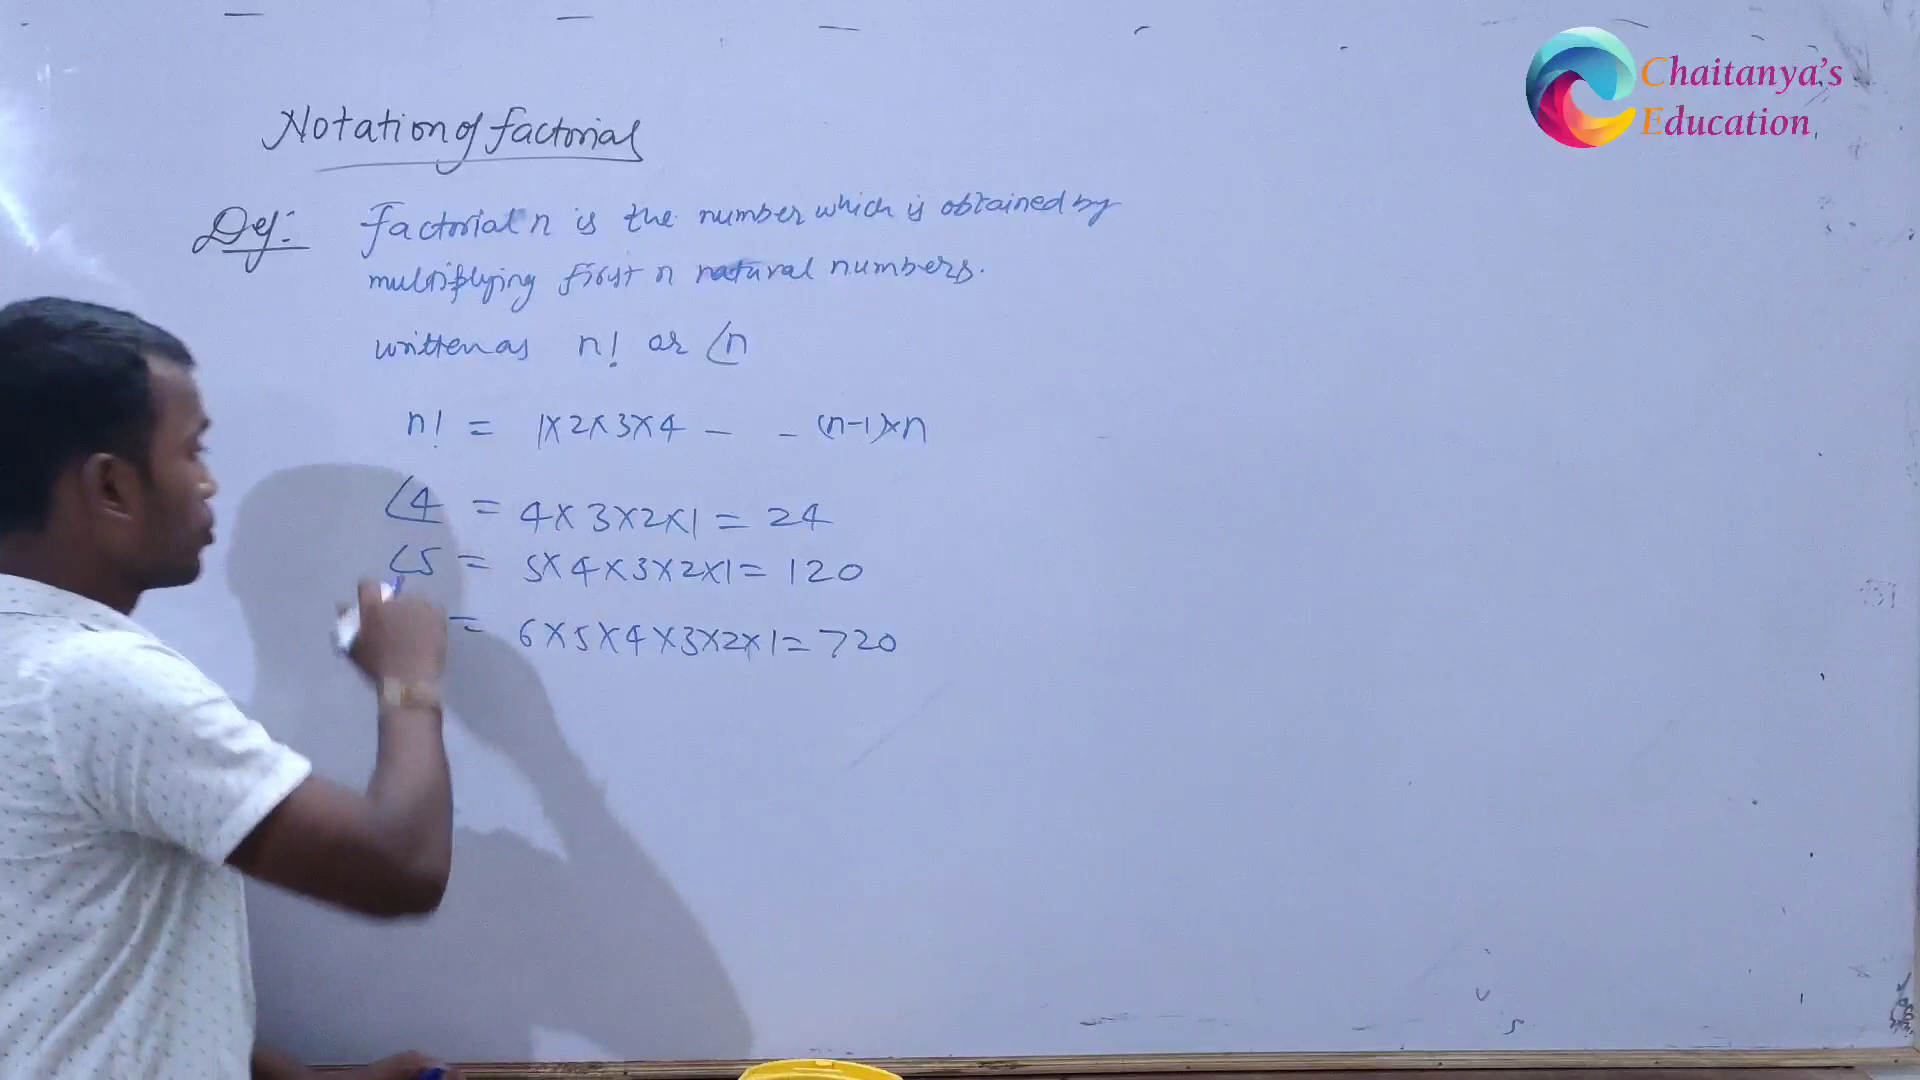 Chaitanya's
Education
Notation of factorial
Def:- Factorial n is the number which is obtained by
multiplying first n natural numbers.
written as n! or ∠n
n! = 1×2×3×4 – – (n-1)×n
∠4 = 4×3×2×1 = 24
∠5 = 5×4×3×2×1 = 120
= 6×5×4×3×2×1 = 720